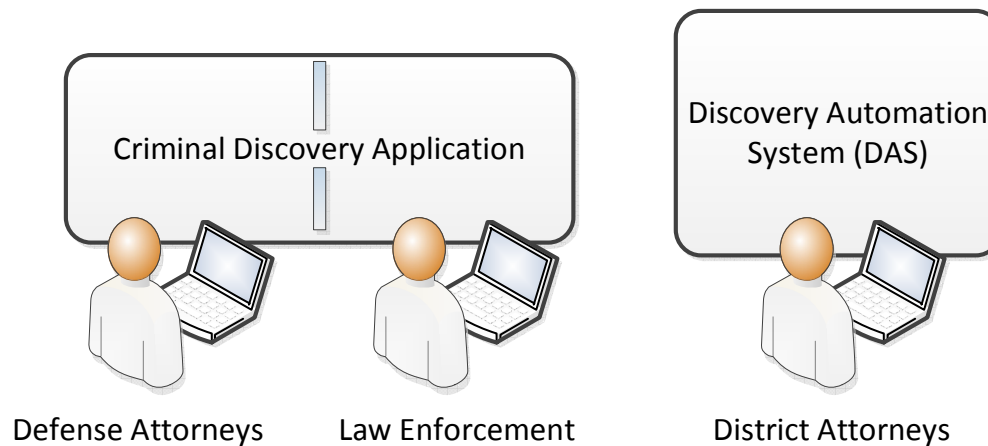 Criminal Discovery Application
Discovery Automation
System (DAS)
Defense Attorneys
Law Enforcement
District Attorneys